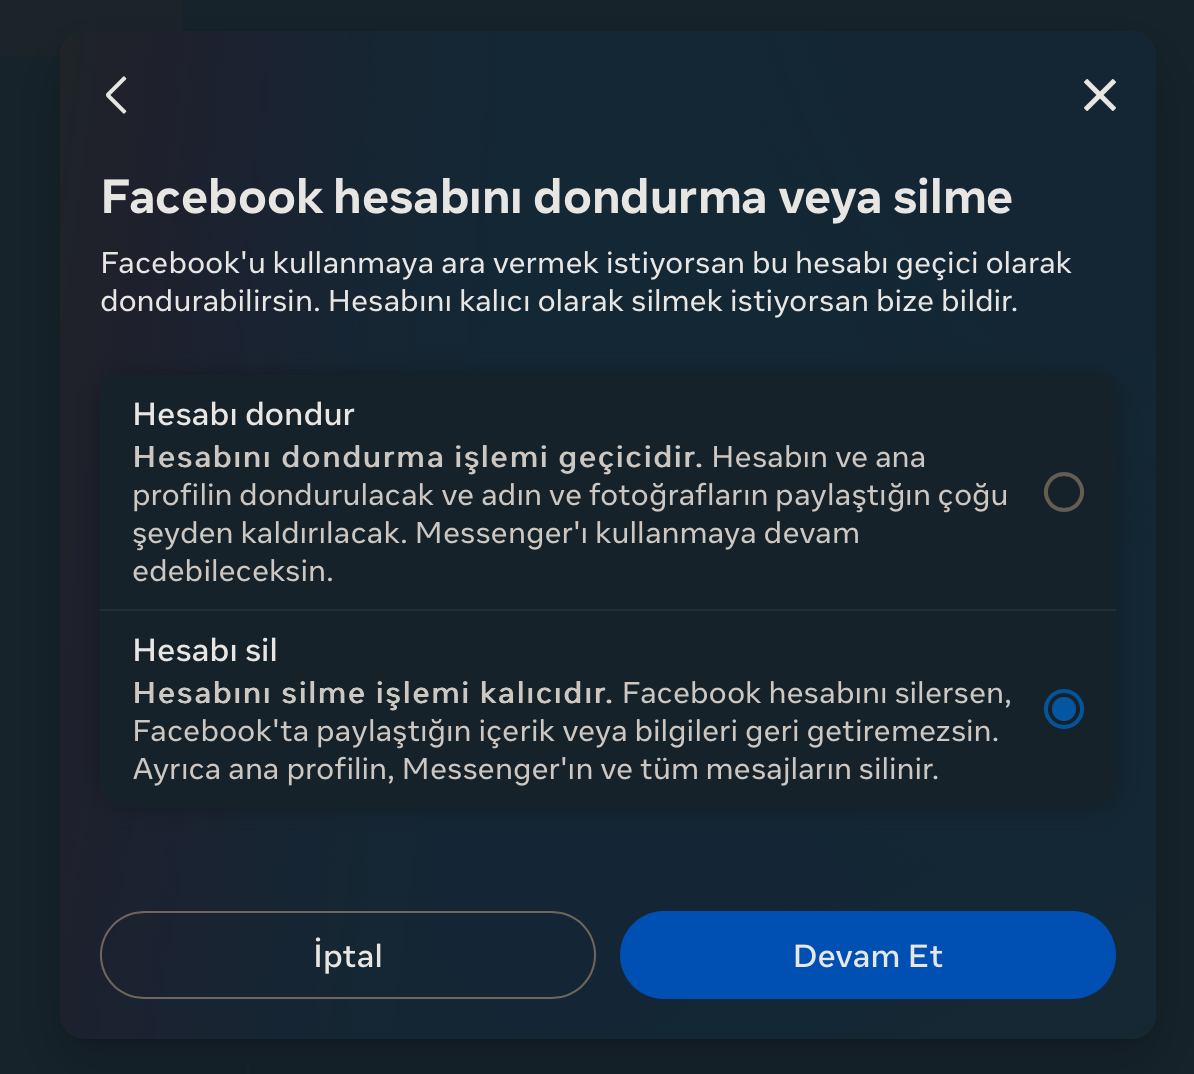 Facebook hesabını dondurma veya silme
Facebook'u kullanmaya ara vermek istiyorsan bu hesabı geçici olarak
dondurabilirsin. Hesabını kalıcı olarak silmek istiyorsan bize bildir.
Hesabı dondur
Hesabını dondurma işlemi geçicidir. Hesabın ve ana
profilin dondurulacak ve adın ve fotoğrafların paylaştığın çoğu
şeyden kaldırılacak. Messenger'ı kullanmaya devam
edebileceksin.
Hesabı sil
Hesabını silme işlemi kalıcıdır. Facebook hesabını silersen,
Facebook'ta paylaştığın içerik veya bilgileri geri getiremezsin.
Ayrıca ana profilin, Messenger'ın ve tüm mesajların silinir.
İptal
Devam Et